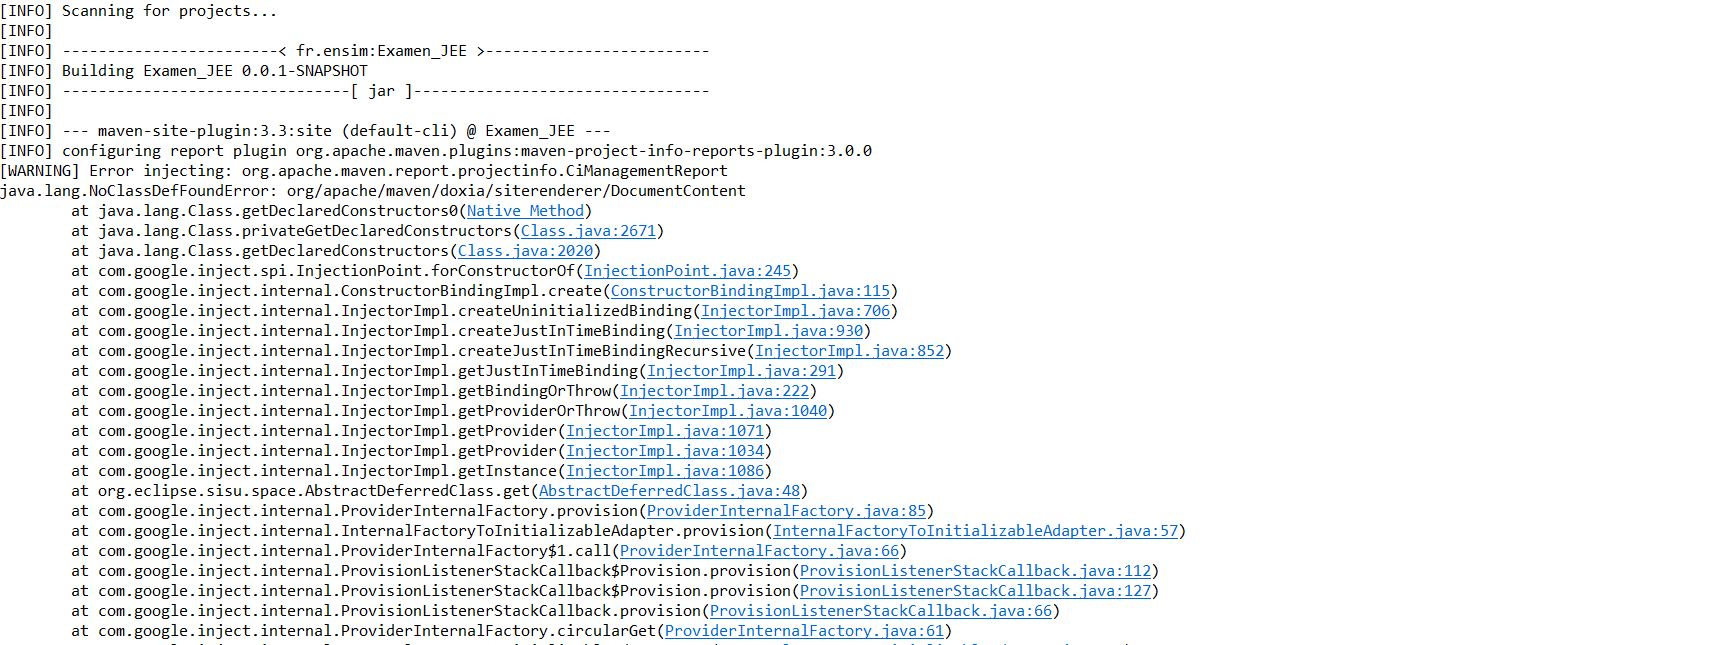 [INFO] Scanning for projects...
[INFO]
[INFO] ------------------------< fr.ensim:Examen_JEE >-------------------------
[INFO] Building Examen_JEE 0.0.1-SNAPSHOT
[INFO] --------------------------------[ jar ]---------------------------------
[INFO]
[INFO] --- maven-site-plugin:3.3:site (default-cli) @ Examen_JEE ---
[INFO] configuring report plugin org.apache.maven.plugins:maven-project-info-reports-plugin:3.0.0
[WARNING] Error injecting: org.apache.maven.report.projectinfo.CiManagementReport
java.lang.NoClassDefFoundError: org/apache/maven/doxia/siterenderer/DocumentContent
at java.lang.Class.getDeclaredConstructors0(Native Method)
at java.lang.Class.privateGetDeclaredConstructors(Class.java:2671)
at java.lang.Class.getDeclaredConstructors(Class.java:2020)
at com.google.inject.spi.InjectionPoint.forConstructorOf(InjectionPoint.java:245)
at com.google.inject.internal.ConstructorBindingImpl.create(ConstructorBindingImpl.java:115)
at com.google.inject.internal.InjectorImpl.createUninitializedBinding(InjectorImpl.java:706)
at com.google.inject.internal.InjectorImpl.createJustInTimeBinding(InjectorImpl.java:930)
at com.google.inject.internal.InjectorImpl.createJustInTimeBindingRecursive(InjectorImpl.java:852)
at com.google.inject.internal.InjectorImpl.getJustInTimeBinding(InjectorImpl.java:291)
at com.google.inject.internal.InjectorImpl.getBindingOrThrow(InjectorImpl.java:222)
at com.google.inject.internal.InjectorImpl.getProviderOrThrow(InjectorImpl.java:1040)
at com.google.inject.internal.InjectorImpl.getProvider(InjectorImpl.java:1071)
at com.google.inject.internal.InjectorImpl.getProvider(InjectorImpl.java:1034)
at com.google.inject.internal.InjectorImpl.getInstance(InjectorImpl.java:1086)
at org.eclipse.sisu.space.AbstractDeferredClass.get(AbstractDeferredClass.java:48)
at com.google.inject.internal.ProviderInternalFactory.provision(ProviderInternalFactory.java:85)
at com.google.inject.internal.InternalFactoryToInitializableAdapter.provision(InternalFactoryToInitializableAdapter.java:57)
at com.google.inject.internal.ProviderInternalFactory$1.call(ProviderInternalFactory.java:66)
at com.google.inject.internal.ProvisionListenerStackCallback$Provision.provision(ProvisionListenerStackCallback.java:112)
at com.google.inject.internal.ProvisionListenerStackCallback$Provision.provision(ProvisionListenerStackCallback.java:127)
at com.google.inject.internal.ProvisionListenerStackCallback.provision(ProvisionListenerStackCallback.java:66)
at com.google.inject.internal.ProviderInternalFactory.circularGet(ProviderInternalFactory.java:61)